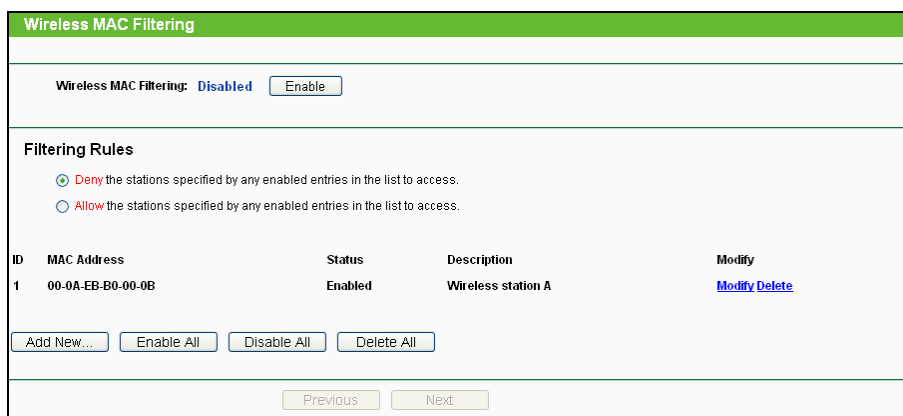 Wireless MAC Filtering
Wireless MAC Filtering: Disabled Enable
Filtering Rules
Deny the stations specified by any enabled entries in the list to access.
Allow the stations specified by any enabled entries in the list to access.
ID MAC Address Status Description Modify
1 00-0A-EB-B0-00-0B Enabled Wireless station A Modify Delete
Add New... Enable All Disable All Delete All
Previous Next